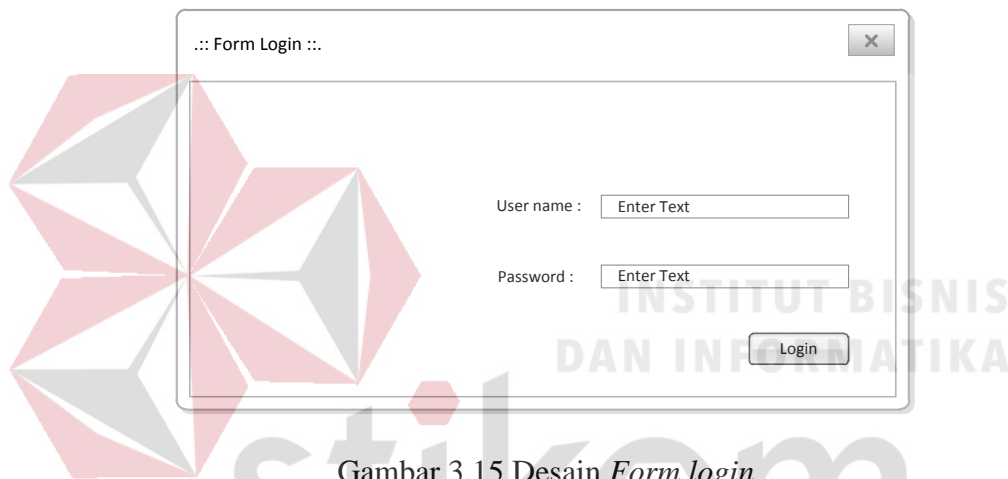 .:: Form Login ::.
User name : Enter Text
Password : Enter Text
INSTITUT BISNIS
DAN INFORMATIKA
Login
stikom
Gambar 3.15 Desain Form login